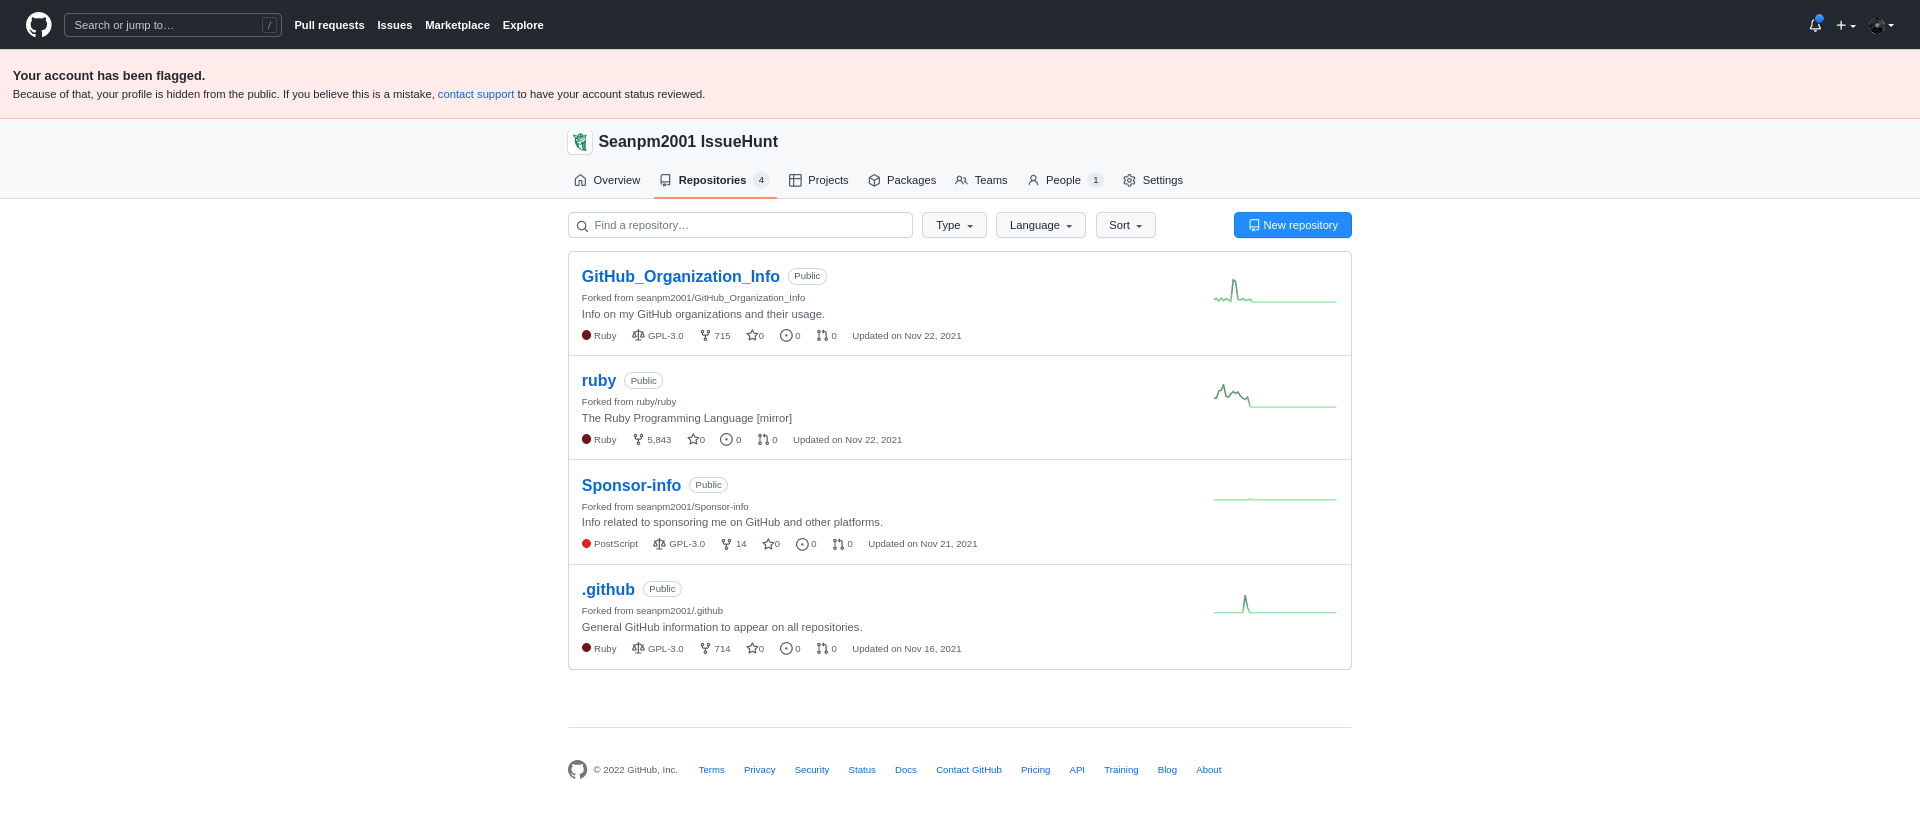 Search or jump to… / Pull requests Issues Marketplace Explore
Your account has been flagged.
Because of that, your profile is hidden from the public. If you believe this is a mistake, contact support to have your account status reviewed.
Seanpm2001 IssueHunt
Overview Repositories 4 Projects Packages Teams People 1 Settings
Find a repository… Type Language Sort New repository
GitHub_Organization_Info Public
Forked from seanpm2001/GitHub_Organization_Info
Info on my GitHub organizations and their usage.
Ruby GPL-3.0 715 0 0 0 Updated on Nov 22, 2021
ruby Public
Forked from ruby/ruby
The Ruby Programming Language [mirror]
Ruby 5,843 0 0 0 Updated on Nov 22, 2021
Sponsor-info Public
Forked from seanpm2001/Sponsor-info
Info related to sponsoring me on GitHub and other platforms.
PostScript GPL-3.0 14 0 0 0 Updated on Nov 21, 2021
.github Public
Forked from seanpm2001/.github
General GitHub information to appear on all repositories.
Ruby GPL-3.0 714 0 0 0 Updated on Nov 16, 2021
© 2022 GitHub, Inc. Terms Privacy Security Status Docs Contact GitHub Pricing API Training Blog About